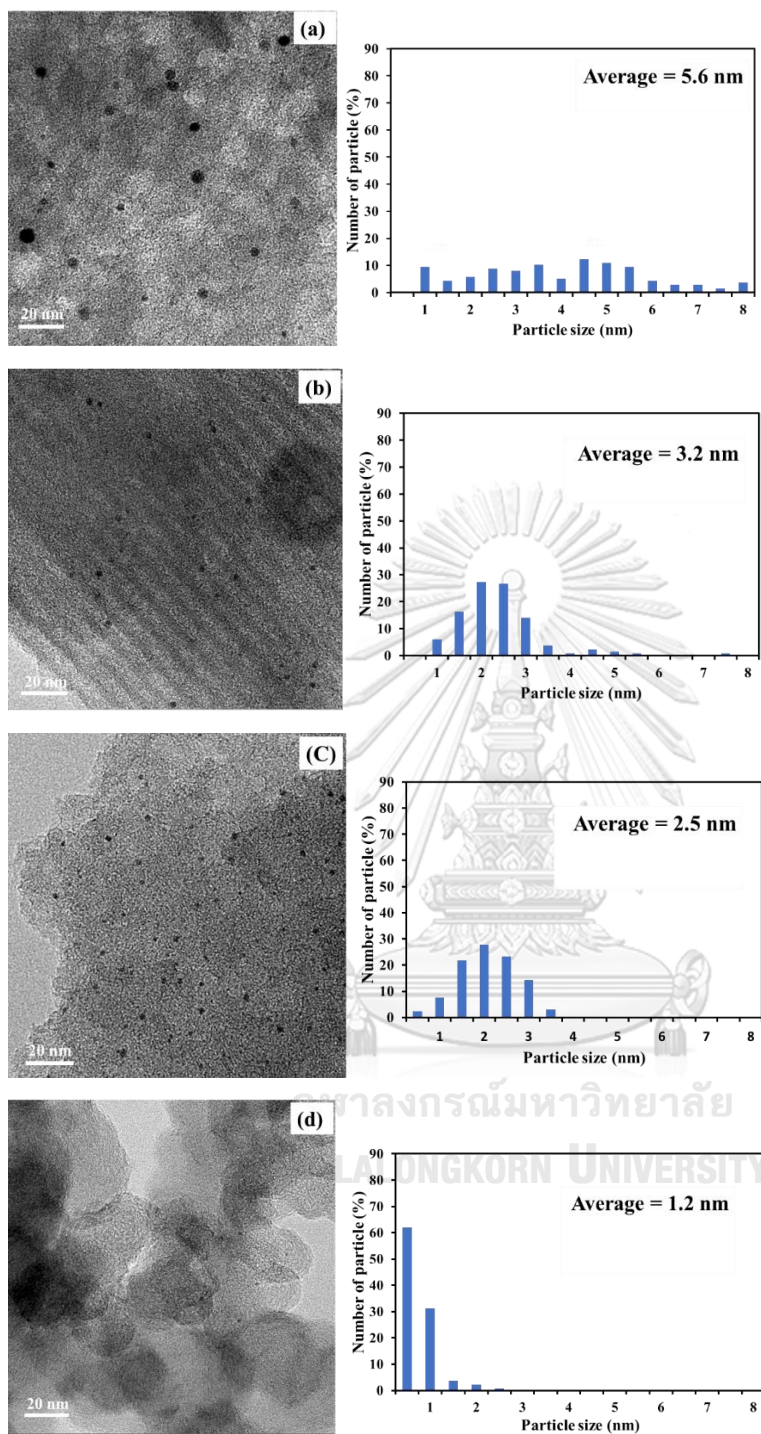 (a)
20 nm
Average = 5.6 nm
Number of particle (%)
90
80
70
60
50
40
30
20
10
0
1 2 3 4 5 6 7 8
Particle size (nm)
(b)
20 nm
Average = 3.2 nm
Number of particle (%)
90
80
70
60
50
40
30
20
10
0
1 2 3 4 5 6 7 8
Particle size (nm)
(C)
20 nm
Average = 2.5 nm
Number of particle (%)
90
80
70
60
50
40
30
20
10
0
1 2 3 4 5 6 7 8
Particle size (nm)
ลงกรณ์มหาวิทยาลัย
LALONGKORN UNIVERSITY
(d)
20 nm
Average = 1.2 nm
Number of particle (%)
90
80
70
60
50
40
30
20
10
0
1 2 3 4 5 6 7 8
Particle size (nm)